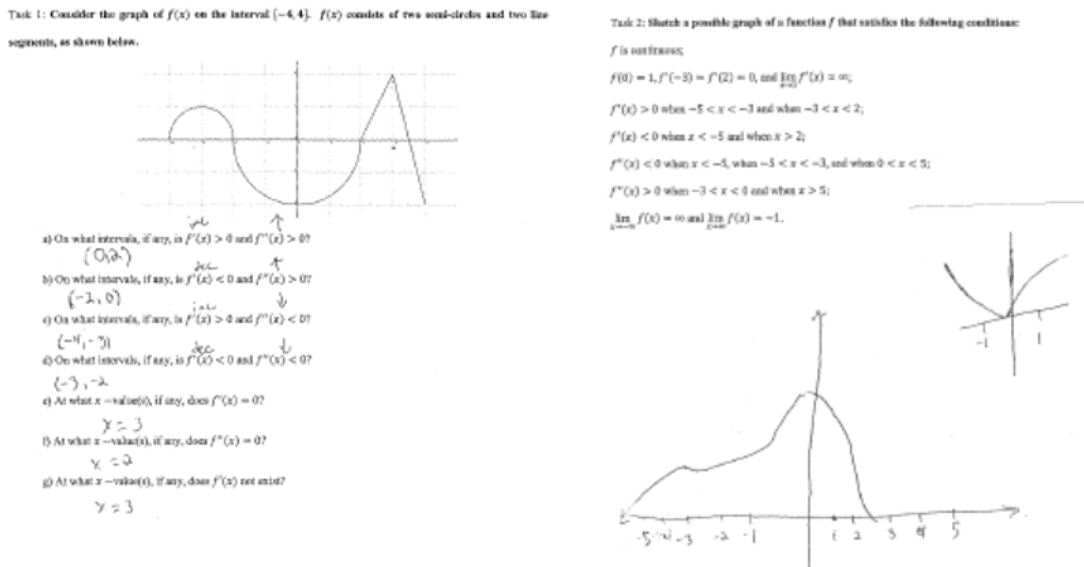 Task 1: Consider the graph of f(x) on the interval [-4,4]. f(x) consists of two semi-circles and two line
segments, as shown below.
inc ↑
a) On what intervals, if any, is f'(x) > 0 and f''(x) > 0?
(0,2)
dec ↑
b) On what intervals, if any, is f'(x) < 0 and f''(x) > 0?
(-2, 0)
inc ↓
c) On what intervals, if any, is f'(x) > 0 and f''(x) < 0?
(-4, -3)
dec ↓
d) On what intervals, if any, is f'(x) < 0 and f''(x) < 0?
(-3, -2
e) At what x –value(s), if any, does f'(x) = 0?
x = 3
f) At what x –value(s), if any, does f''(x) = 0?
x = 2
g) At what x –value(s), if any, does f'(x) not exist?
x = 3
Task 2: Sketch a possible graph of a function f that satisfies the following conditions:
f is continuous;
f(0) = 1, f'(-3) = f'(2) = 0, and lim f'(x) = ∞;
f'(x) > 0 when -5 < x < -3 and when -3 < x < 2;
f'(x) < 0 when x < -5 and when x > 2;
f''(x) < 0 when x < -5, when -5 < x < -3, and when 0 < x < 5;
f''(x) > 0 when -3 < x < 0 and when x > 5;
lim f(x) = ∞ and lim f(x) = -1.
-1 1
-5 -4 -3 -2 -1 1 2 3 4 5